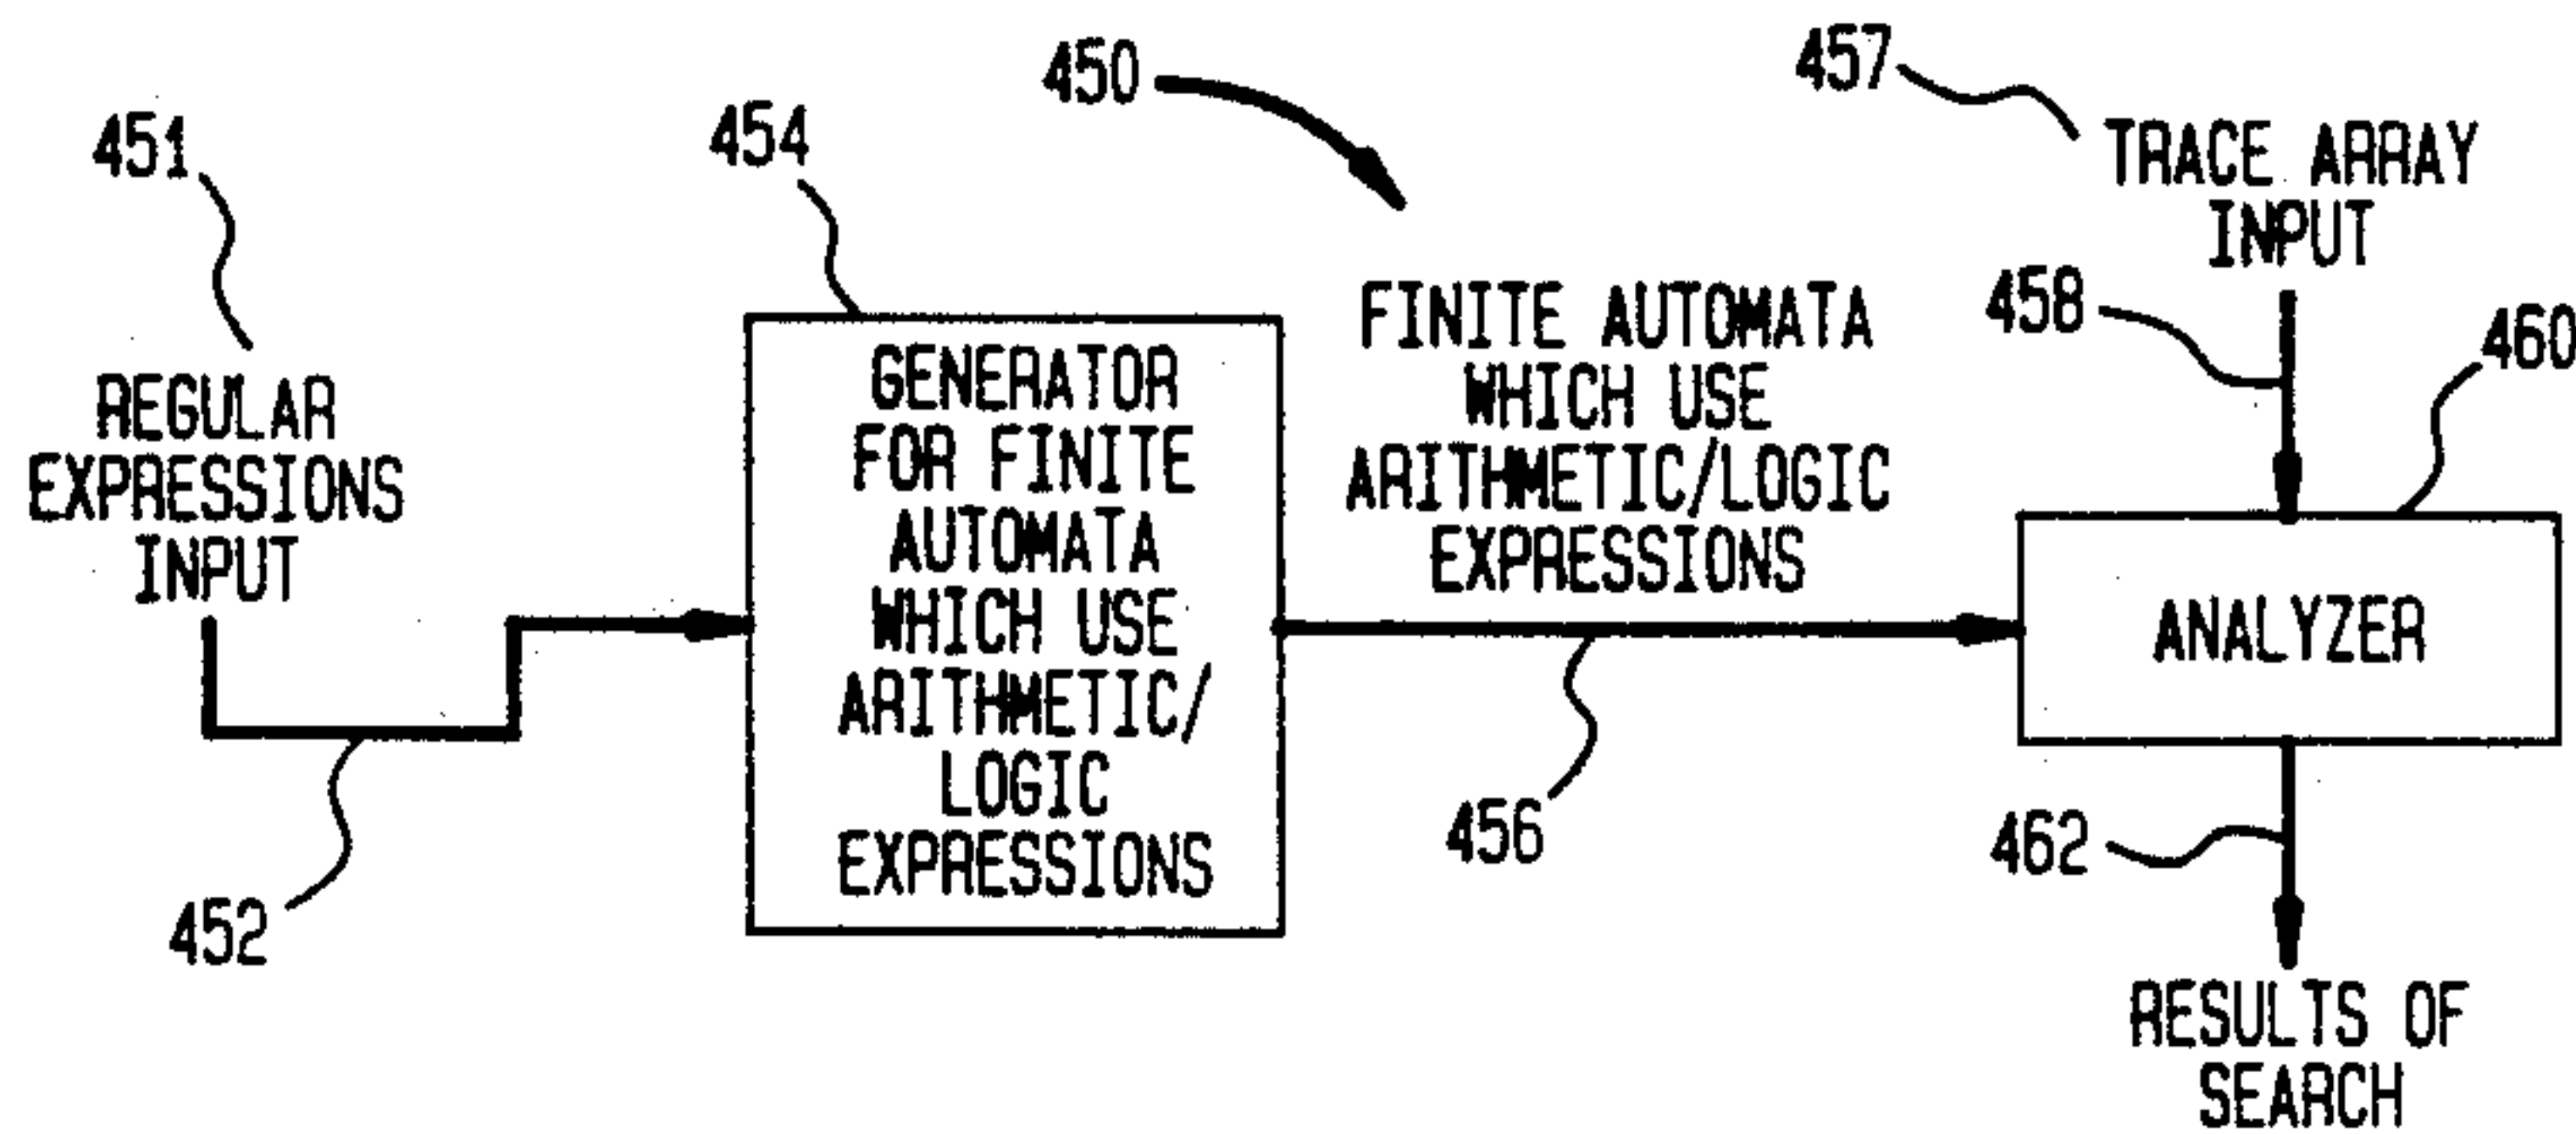 450
457
451
454
TRACE ARRAY
INPUT
458
460
REGULAR
EXPRESSIONS
INPUT
GENERATOR
FOR FINITE
AUTOMATA
WHICH USE
ARITHMETIC/
LOGIC
EXPRESSIONS
FINITE AUTOMATA
WHICH USE
ARITHMETIC/LOGIC
EXPRESSIONS
ANALYZER
452
456
462
RESULTS OF
SEARCH